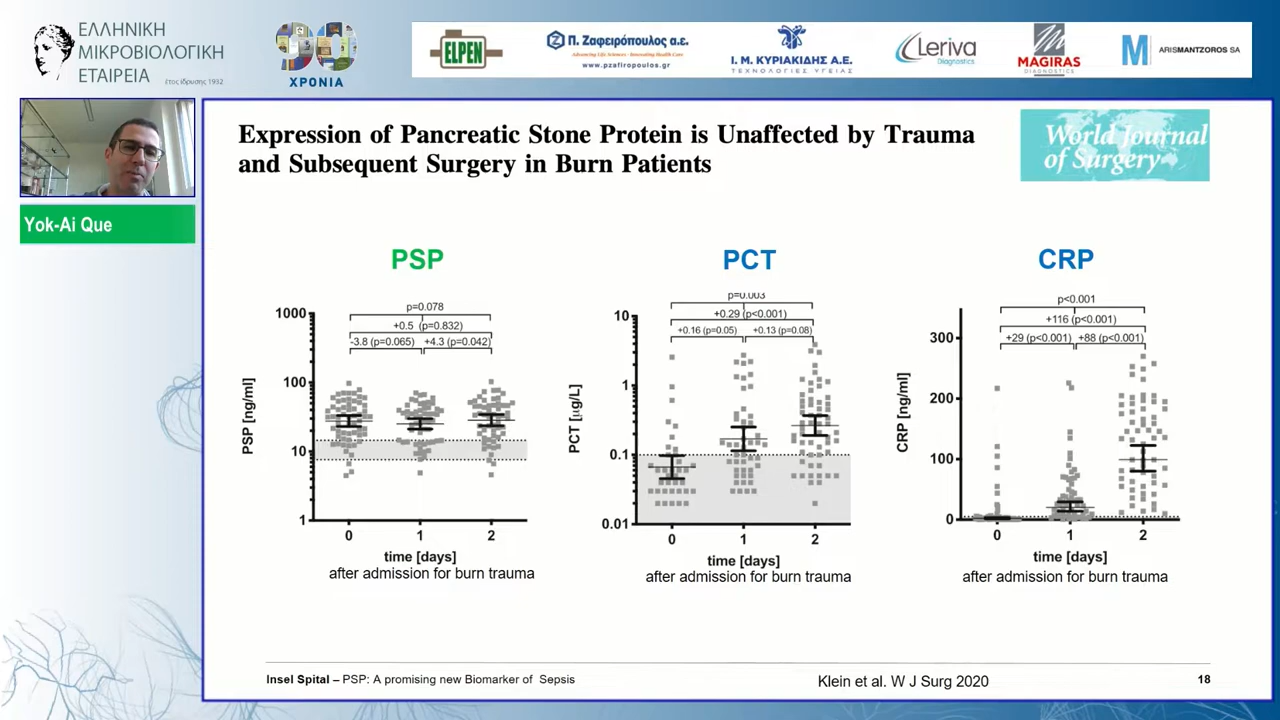 ΕΛΛΗΝΙΚΗ
ΜΙΚΡΟΒΙΟΛΟΓΙΚΗ
ΕΤΑΙΡΕΙΑ
έτος ίδρυσης 1932
90
ΧΡΟΝΙΑ
ELPEN
Π. Ζαφειρόπουλος α.ε.
Advancing Life Sciences - Innovating Health Care
www.pzafiropoulos.gr
Ι. Μ. ΚΥΡΙΑΚΙΔΗΣ Α.Ε.
ΤΕΧΝΟΛΟΓΙΕΣ ΥΓΕΙΑΣ
Leriva
Diagnostics
MAGIRAS
DIAGNOSTICS
M
ARISMANTZOROS SA
Yok-Ai Que
Expression of Pancreatic Stone Protein is Unaffected by Trauma
and Subsequent Surgery in Burn Patients
World Journal
of Surgery
PSP
p=0.078
+0.5 (p=0.832)
-3.8 (p=0.065)
+4.3 (p=0.042)
1000
100
10
1
PSP [ng/ml]
0
1
2
time [days]
after admission for burn trauma
PCT
p=0.003
+0.29 (p<0.001)
+0.16 (p=0.05)
+0.13 (p=0.08)
10
1
0.1
0.01
PCT [µg/L]
0
1
2
time [days]
after admission for burn trauma
CRP
p<0.001
+116 (p<0.001)
+29 (p<0.001)
+88 (p<0.001)
300
200
100
0
CRP [ng/ml]
0
1
2
time [days]
after admission for burn trauma
Insel Spital – PSP: A promising new Biomarker of Sepsis
Klein et al. W J Surg 2020
18